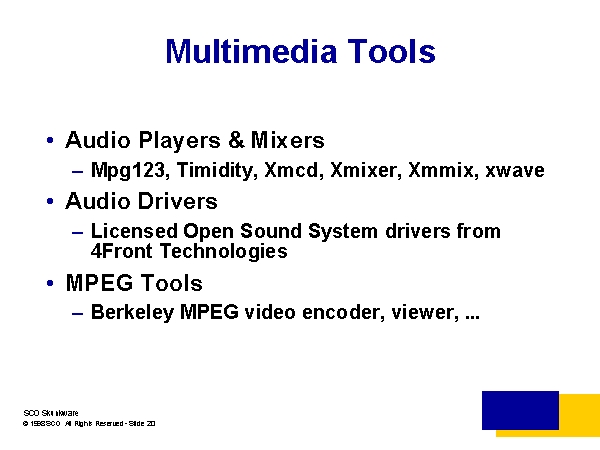 Multimedia Tools
• Audio Players & Mixers
– Mpg123, Timidity, Xmcd, Xmixer, Xmmix, xwave
• Audio Drivers
– Licensed Open Sound System drivers from
4Front Technologies
• MPEG Tools
– Berkeley MPEG video encoder, viewer, ...
SCO Skunkware
© 1998 SCO All Rights Reserved - Slide 20